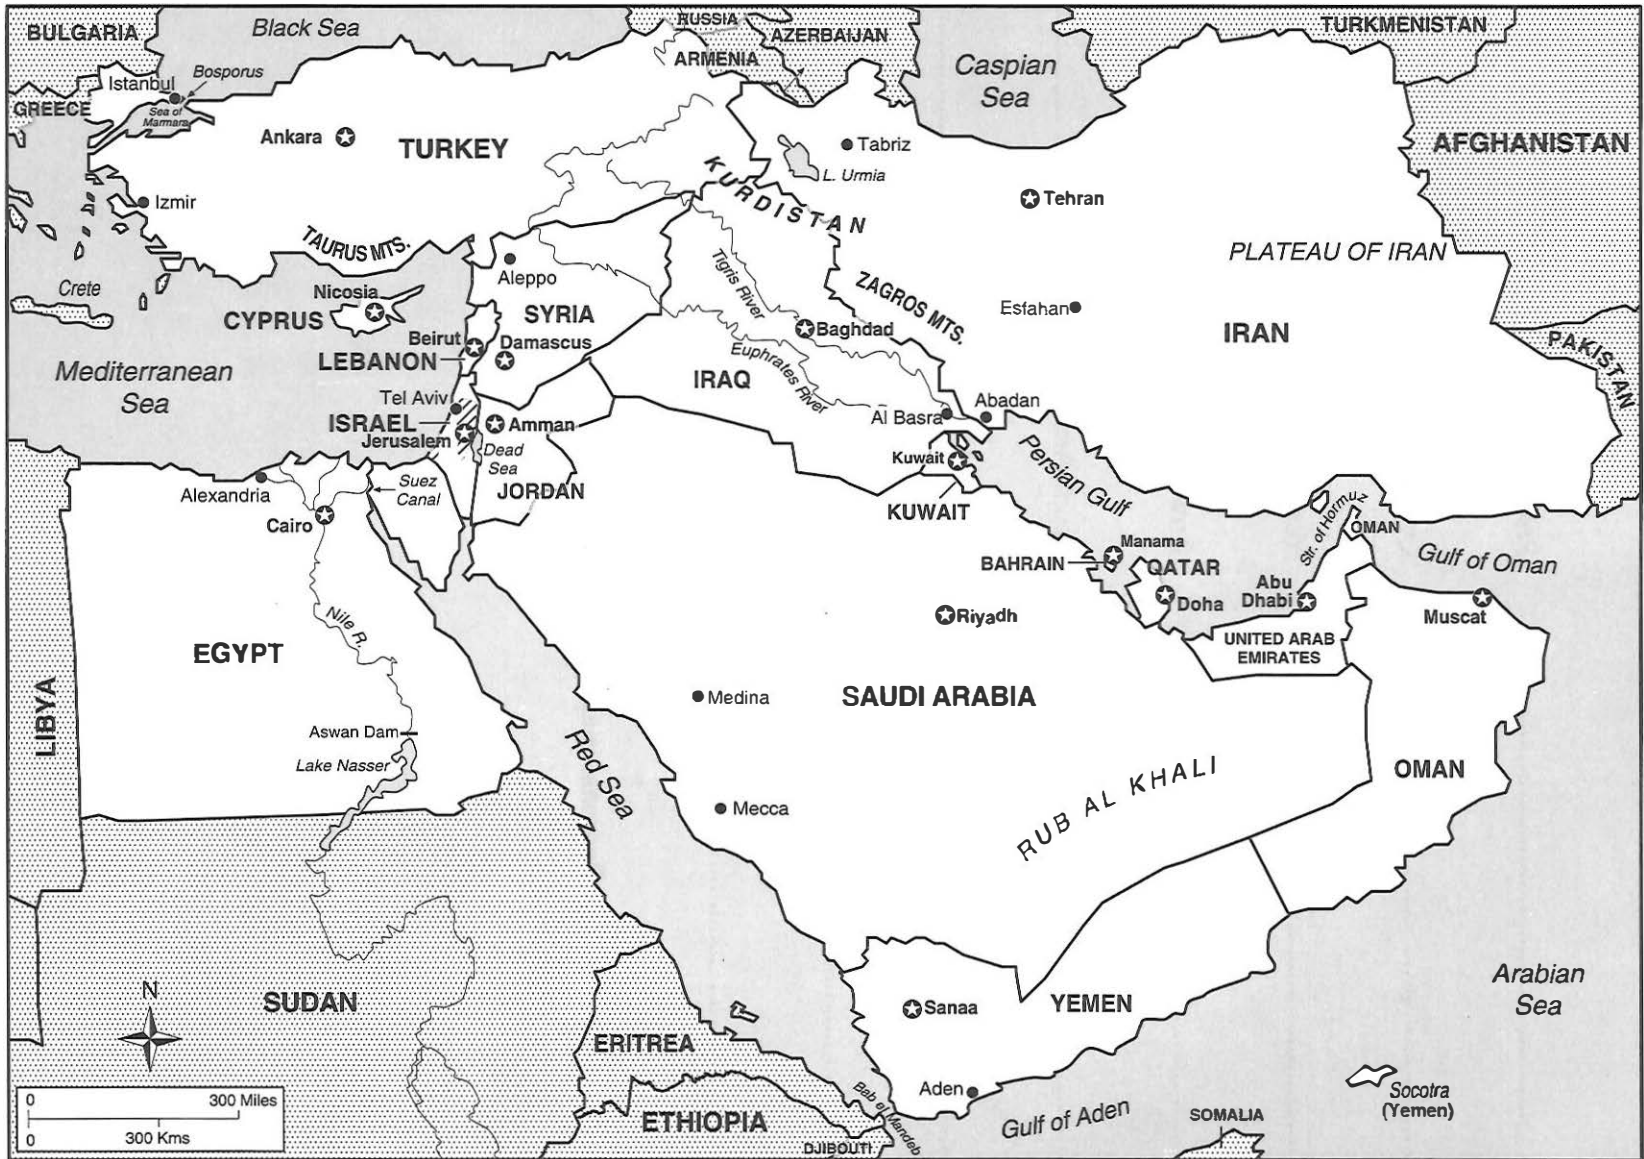 BULGARIA
Black Sea
RUSSIA
AZERBAIJAN
TURKMENISTAN
ARMENIA
Caspian
Sea
Istanbul
Bosporus
GREECE
Sea of
Marmara
Ankara
TURKEY
Tabriz
L. Urmia
AFGHANISTAN
KURDISTAN
Tehran
Izmir
TAURUS MTS.
PLATEAU OF IRAN
Aleppo
Tigris River
ZAGROS MTS.
Crete
Nicosia
CYPRUS
SYRIA
Baghdad
Esfahan
IRAN
Beirut
Damascus
LEBANON
Euphrates River
IRAQ
PAKISTAN
Mediterranean
Sea
Tel Aviv
ISRAEL
Jerusalem
Amman
Dead
Sea
Al Basra
Abadan
Kuwait
KUWAIT
Persian Gulf
JORDAN
Suez
Canal
Alexandria
Cairo
Str. of Hormuz
OMAN
Gulf of Oman
Manama
BAHRAIN
QATAR
Doha
Abu
Dhabi
Muscat
UNITED ARAB
EMIRATES
Riyadh
Nile R.
EGYPT
LIBYA
Medina
SAUDI ARABIA
Aswan Dam
Lake Nasser
Red Sea
Mecca
RUB AL KHALI
OMAN
Arabian
Sea
N
SUDAN
Sanaa
YEMEN
ERITREA
Aden
Bab el Mandeb
Gulf of Aden
Socotra
(Yemen)
ETHIOPIA
DJIBOUTI
SOMALIA
0 300 Miles
0 300 Kms